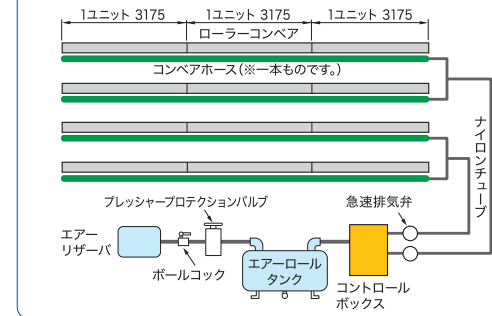 1ユニット 3175
1ユニット 3175
1ユニット 3175
ローラーコンベア
コンベアホース(※一本ものです。)
ナイロンチューブ
プレッシャープロテクションバルブ
急速排気弁
エアー
リザーバ
ボールコック
エアーロール
タンク
コントロール
ボックス